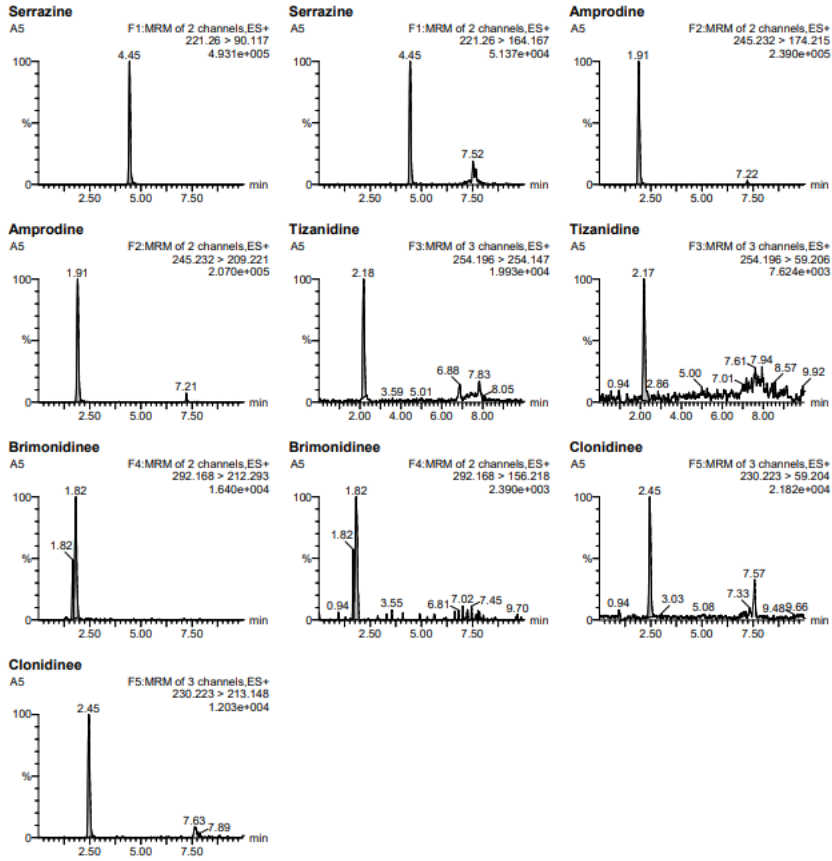 Serrazine
A5
F1:MRM of 2 channels,ES+
221.26 > 90.117
4.931e+005
4.45
100
%
0
2.50 5.00 7.50
min
Serrazine
A5
F1:MRM of 2 channels,ES+
221.26 > 164.167
5.137e+004
4.45
100
7.52
%
0
2.50 5.00 7.50
min
Amprodine
A5
F2:MRM of 2 channels,ES+
245.232 > 174.215
2.390e+005
1.91
100
%
7.22
0
2.50 5.00 7.50
min
Amprodine
A5
F2:MRM of 2 channels,ES+
245.232 > 209.221
2.070e+005
1.91
100
%
7.21
0
2.50 5.00 7.50
min
Tizanidine
A5
F3:MRM of 3 channels,ES+
254.196 > 254.147
1.993e+004
2.18
100
%
6.88 7.83
3.59 5.01 8.05
0
2.00 4.00 6.00 8.00
min
Tizanidine
A5
F3:MRM of 3 channels,ES+
254.196 > 59.206
7.624e+003
2.17
100
%
7.61 7.94
5.00 8.57
0.94 2.86 7.01 9.92
0
2.00 4.00 6.00 8.00
min
Brimonidinee
A5
F4:MRM of 2 channels,ES+
292.168 > 212.293
1.640e+004
1.82
100
%
1.82
0
2.50 5.00 7.50
min
Brimonidinee
A5
F4:MRM of 2 channels,ES+
292.168 > 156.218
2.390e+003
1.82
100
%
1.82
0.94 3.55 6.81 7.02 7.45 9.70
0
2.50 5.00 7.50
min
Clonidinee
A5
F5:MRM of 3 channels,ES+
230.223 > 59.204
2.182e+004
2.45
100
%
7.57
7.33
0.94 3.03 5.08 9.48 9.66
0
2.50 5.00 7.50
min
Clonidinee
A5
F5:MRM of 3 channels,ES+
230.223 > 213.148
1.203e+004
2.45
100
%
7.63 7.89
0
2.50 5.00 7.50
min